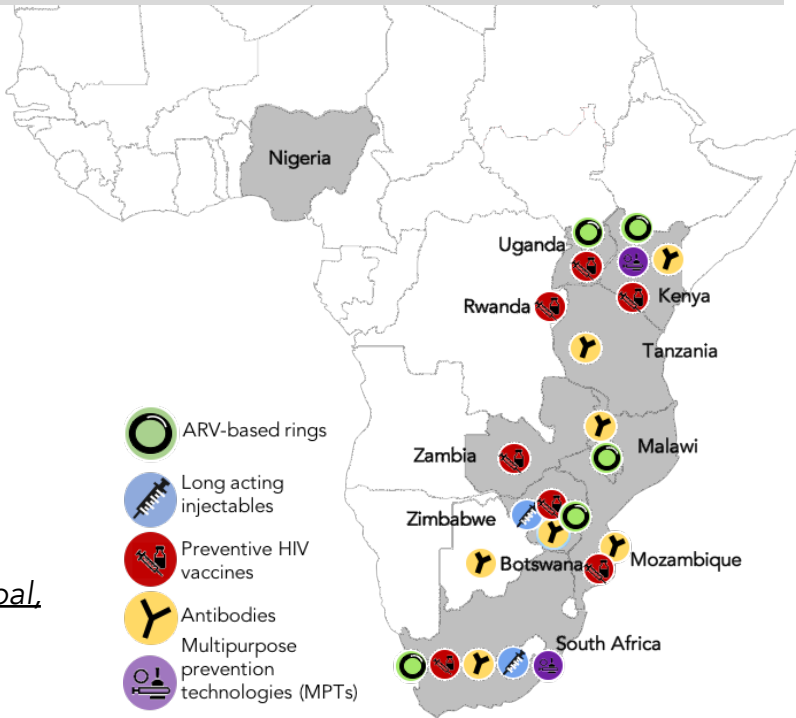 Nigeria
Uganda
Rwanda
Kenya
Tanzania
Malawi
Zambia
Zimbabwe
Botswana
Mozambique
South Africa
ARV-based rings
Long acting
injectables
Preventive HIV
vaccines
Antibodies
Multipurpose
prevention
technologies (MPTs)